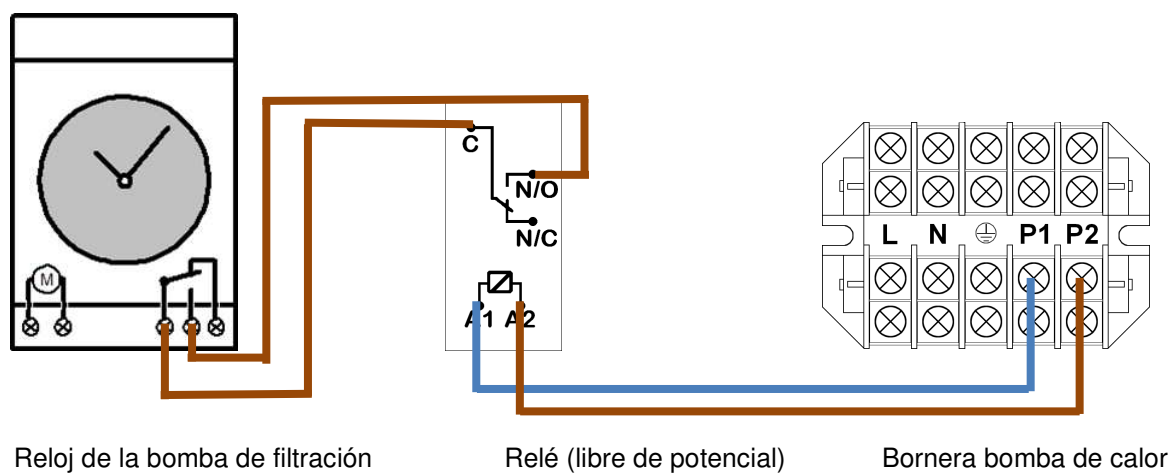 C
N/O
N/C
M
A1 A2
L N P1 P2
Reloj de la bomba de filtración Relé (libre de potencial) Bornera bomba de calor